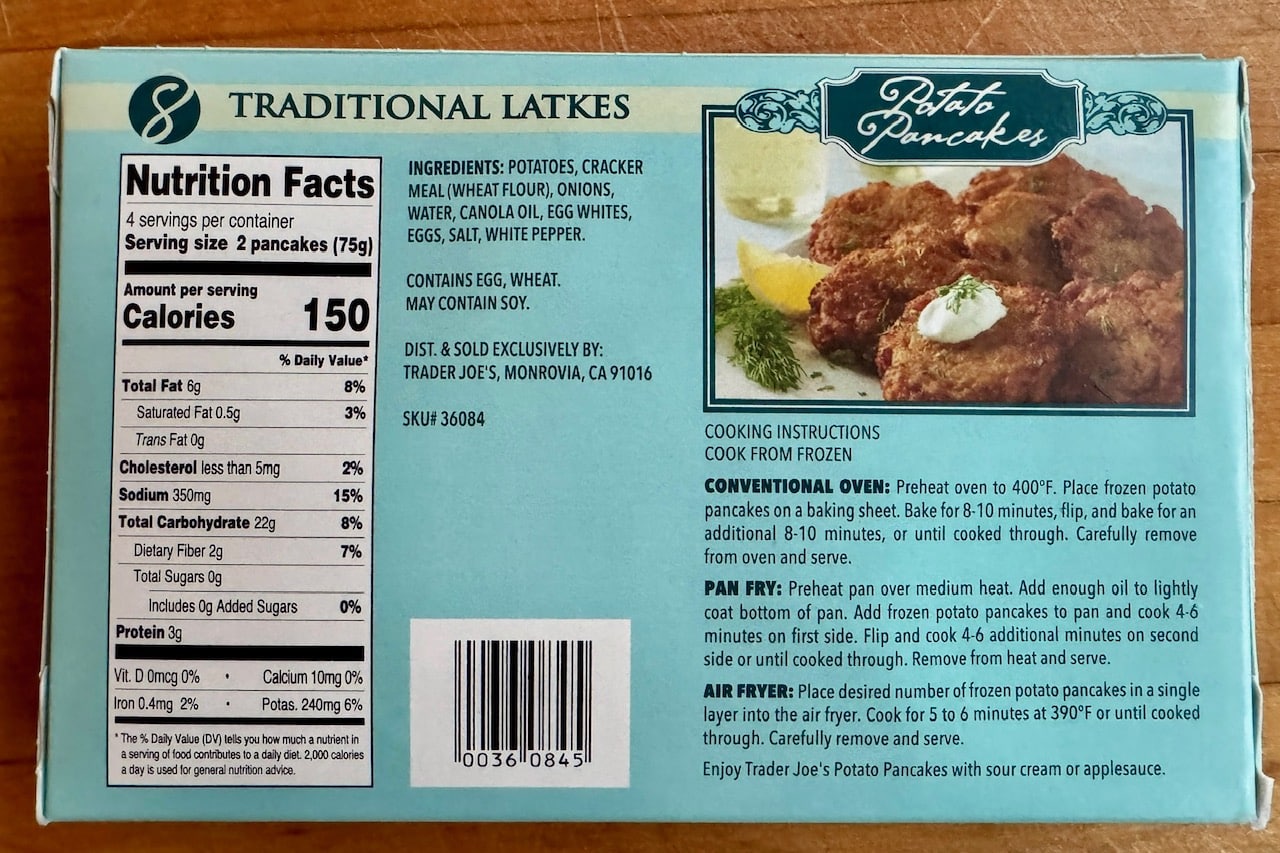 8 TRADITIONAL LATKES
Nutrition Facts
4 servings per container
Serving size 2 pancakes (75g)
Amount per serving
Calories 150
% Daily Value*
Total Fat 6g 8%
Saturated Fat 0.5g 3%
Trans Fat 0g
Cholesterol less than 5mg 2%
Sodium 350mg 15%
Total Carbohydrate 22g 8%
Dietary Fiber 2g 7%
Total Sugars 0g
Includes 0g Added Sugars 0%
Protein 3g
Vit. D 0mcg 0% • Calcium 10mg 0%
Iron 0.4mg 2% • Potas. 240mg 6%
* The % Daily Value (DV) tells you how much a nutrient in
a serving of food contributes to a daily diet. 2,000 calories
a day is used for general nutrition advice.
INGREDIENTS: POTATOES, CRACKER
MEAL (WHEAT FLOUR), ONIONS,
WATER, CANOLA OIL, EGG WHITES,
EGGS, SALT, WHITE PEPPER.
CONTAINS EGG, WHEAT.
MAY CONTAIN SOY.
DIST. & SOLD EXCLUSIVELY BY:
TRADER JOE'S, MONROVIA, CA 91016
SKU# 36084
0036 0845
Potato
Pancakes
COOKING INSTRUCTIONS
COOK FROM FROZEN
CONVENTIONAL OVEN: Preheat oven to 400°F. Place frozen potato
pancakes on a baking sheet. Bake for 8-10 minutes, flip, and bake for an
additional 8-10 minutes, or until cooked through. Carefully remove
from oven and serve.
PAN FRY: Preheat pan over medium heat. Add enough oil to lightly
coat bottom of pan. Add frozen potato pancakes to pan and cook 4-6
minutes on first side. Flip and cook 4-6 additional minutes on second
side or until cooked through. Remove from heat and serve.
AIR FRYER: Place desired number of frozen potato pancakes in a single
layer into the air fryer. Cook for 5 to 6 minutes at 390°F or until cooked
through. Carefully remove and serve.
Enjoy Trader Joe's Potato Pancakes with sour cream or applesauce.